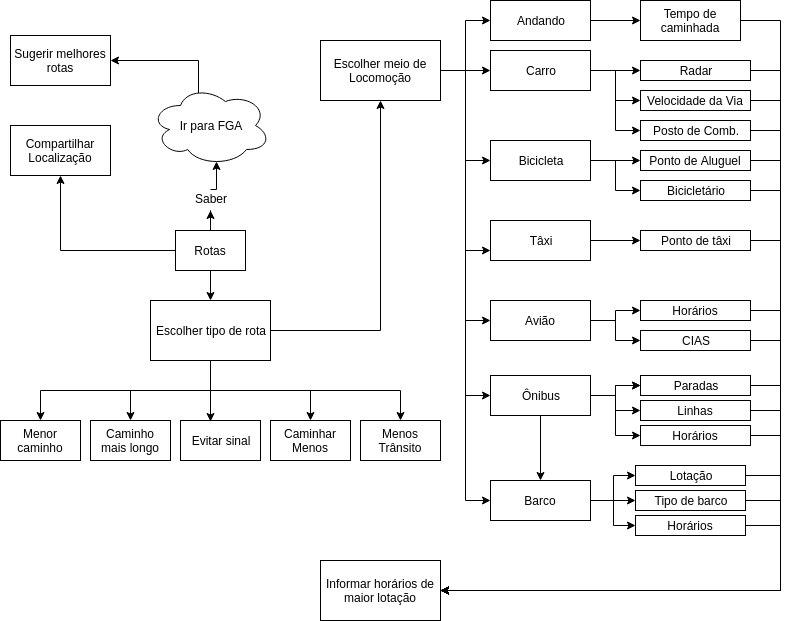 Sugerir melhores
rotas
Ir para FGA
Compartilhar
Localização
Saber
Rotas
Escolher tipo de rota
Menor
caminho
Caminho
mais longo
Evitar sinal
Caminhar
Menos
Menos
Trânsito
Escolher meio de
Locomoção
Andando
Tempo de
caminhada
Carro
Radar
Velocidade da Via
Posto de Comb.
Bicicleta
Ponto de Aluguel
Bicicletário
Tâxi
Ponto de tâxi
Avião
Horários
CIAS
Ônibus
Paradas
Linhas
Horários
Barco
Lotação
Tipo de barco
Horários
Informar horários de
maior lotação